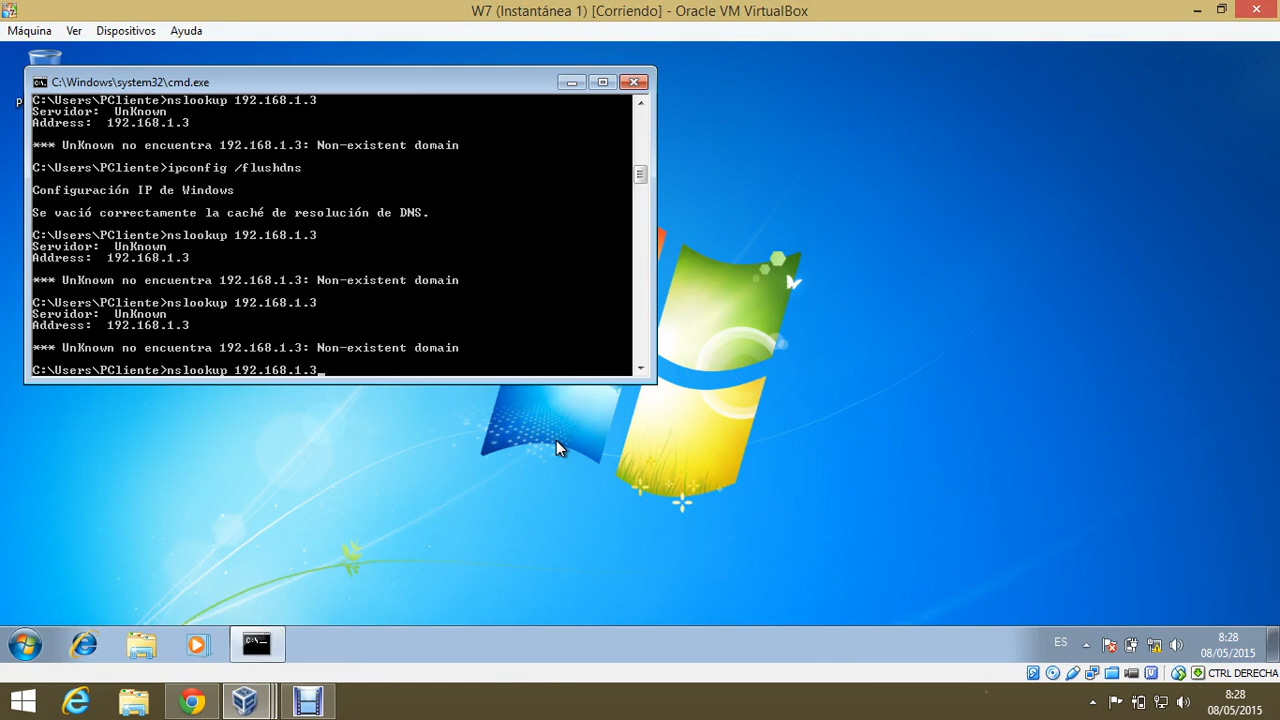 W7 (Instantánea 1) [Corriendo] - Oracle VM VirtualBox
Máquina Ver Dispositivos Ayuda
C:\Windows\system32\cmd.exe
C:\Users\PCliente>nslookup 192.168.1.3
Servidor: UnKnown
Address: 192.168.1.3
*** UnKnown no encuentra 192.168.1.3: Non-existent domain
C:\Users\PCliente>ipconfig /flushdns
Configuración IP de Windows
Se vació correctamente la caché de resolución de DNS.
C:\Users\PCliente>nslookup 192.168.1.3
Servidor: UnKnown
Address: 192.168.1.3
*** UnKnown no encuentra 192.168.1.3: Non-existent domain
C:\Users\PCliente>nslookup 192.168.1.3
Servidor: UnKnown
Address: 192.168.1.3
*** UnKnown no encuentra 192.168.1.3: Non-existent domain
C:\Users\PCliente>nslookup 192.168.1.3_
ES
8:28
08/05/2015
CTRL DERECHA
8:28
08/05/2015